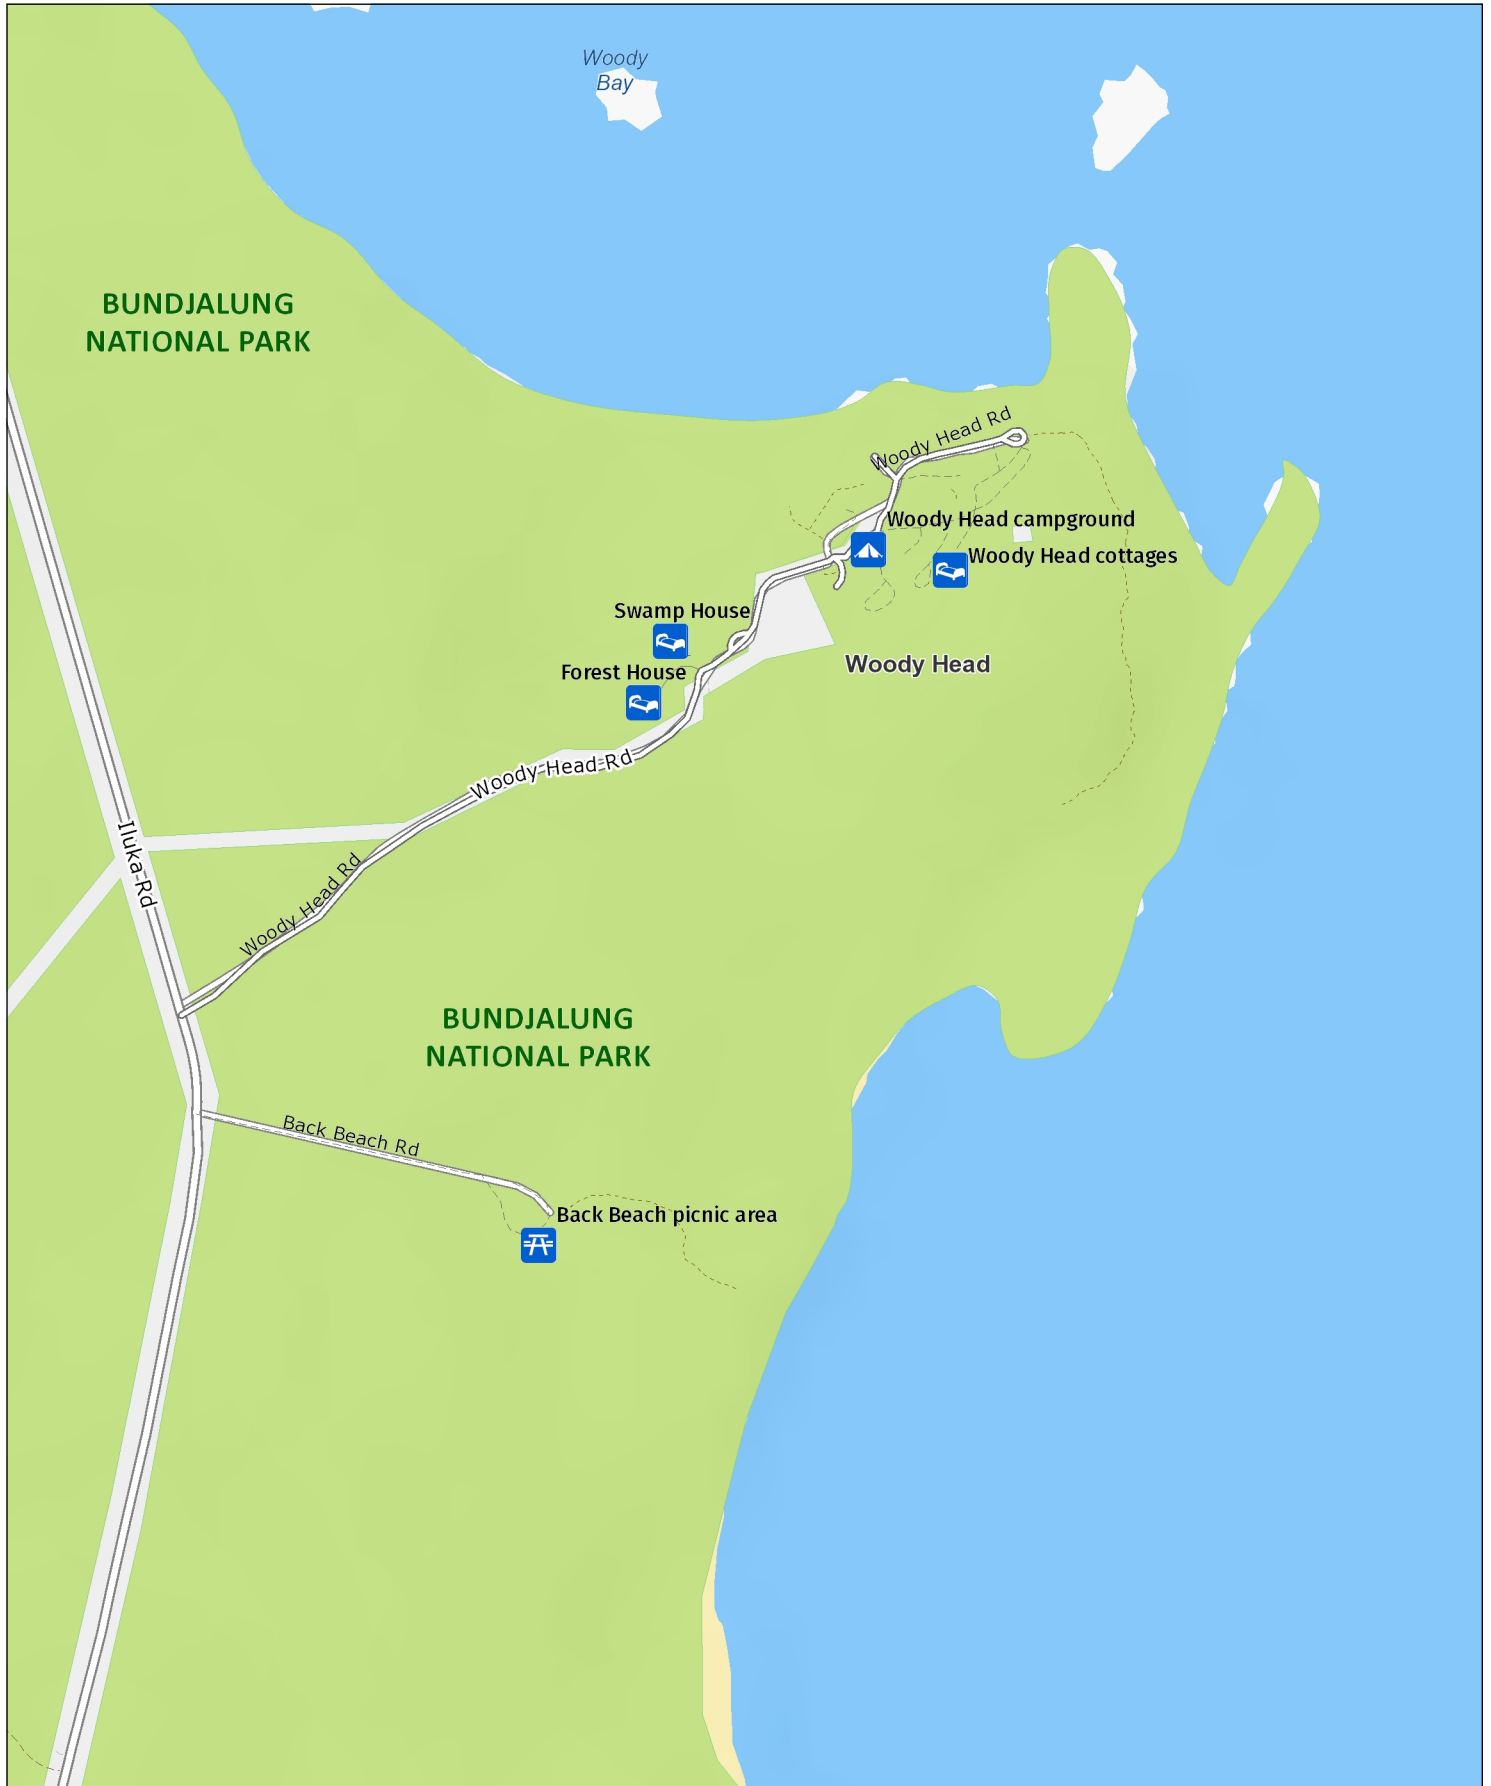 Woody
Bay
BUNDJALUNG
NATIONAL PARK
Woody Head Rd
Woody Head campground
Woody Head cottages
Swamp House
Woody Head
Forest House
Woody Head Rd
Iluka Rd
Woody Head Rd
BUNDJALUNG
NATIONAL PARK
Back Beach Rd
Back Beach picnic area